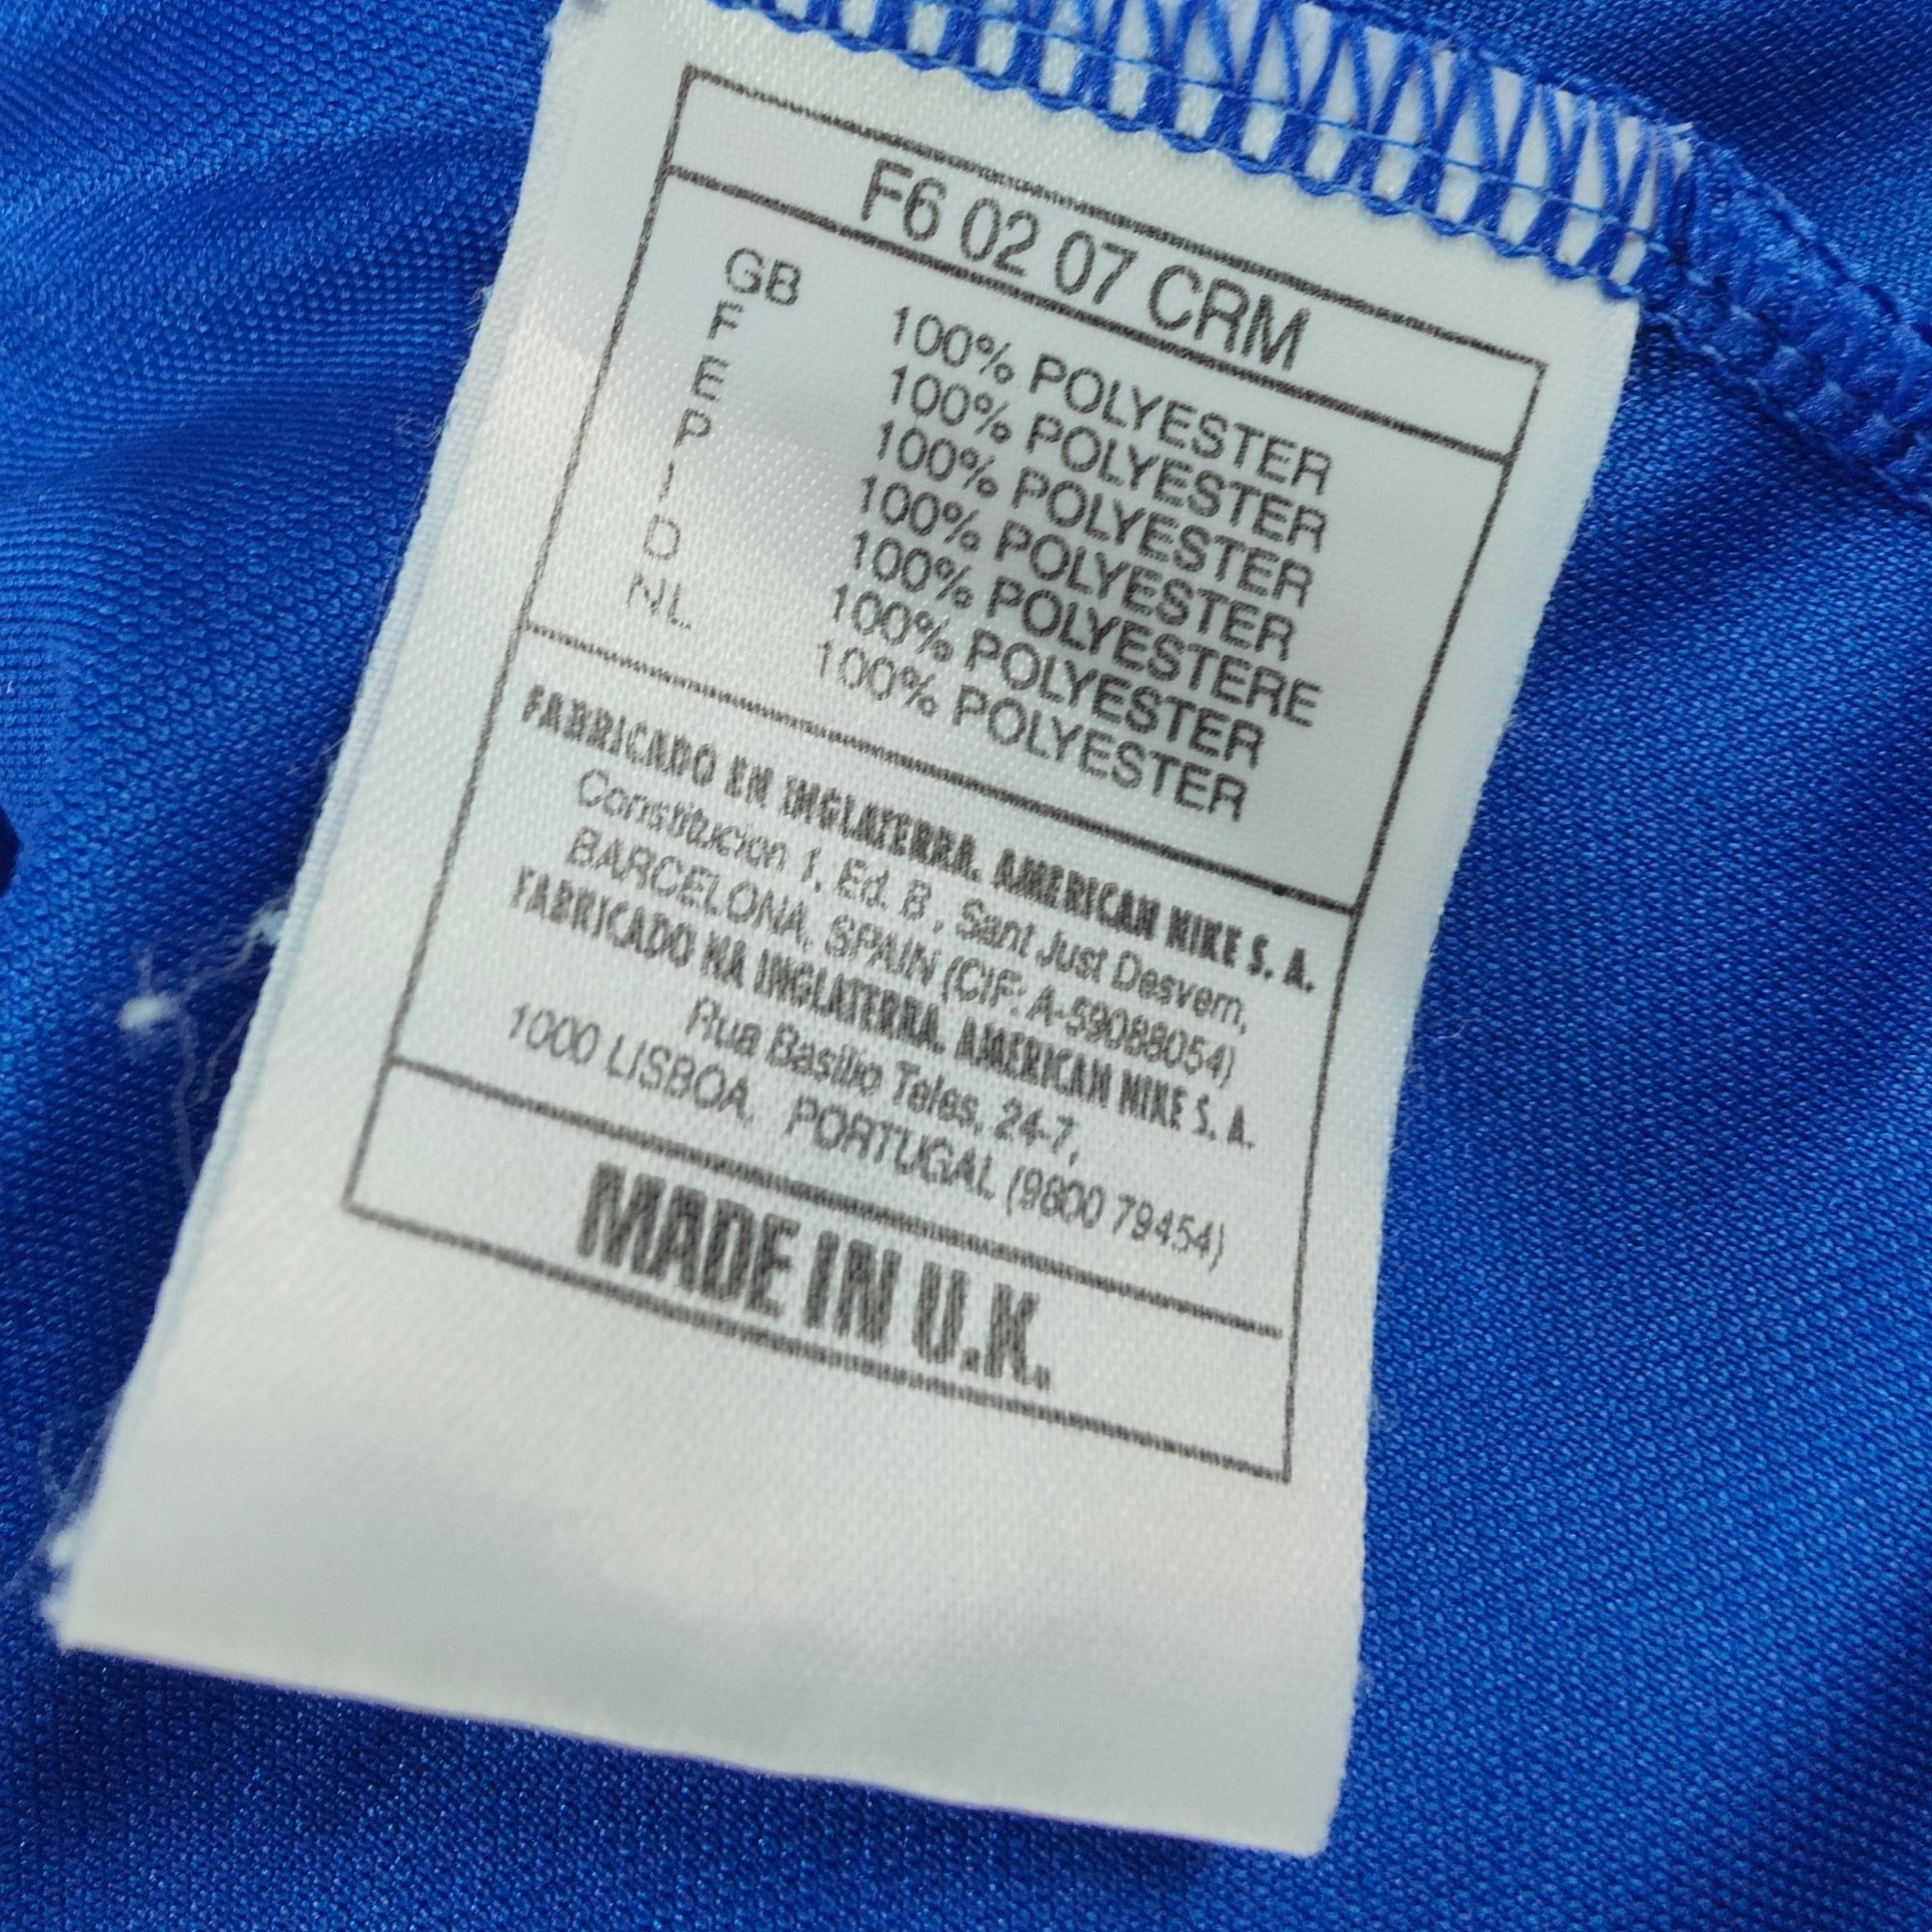 F6 02 07 CRM
GB 100% POLYESTER
F 100% POLYESTER
E 100% POLYESTER
P 100% POLYESTER
I 100% POLYESTERE
D 100% POLYESTER
NL 100% POLYESTER
FABRICADO EN INGLATERRA. AMERICAN NIKE S. A.
Constitucion 1. Ed. B , Sant Just Desvern,
BARCELONA. SPAIN (CIF: A-59088054)
FABRICADO NA INGLATERRA. AMERICAN NIKE S. A.
Rua Basilio Teles, 24-7,
1000 LISBOA. PORTUGAL (9800 79454)
MADE IN U.K.